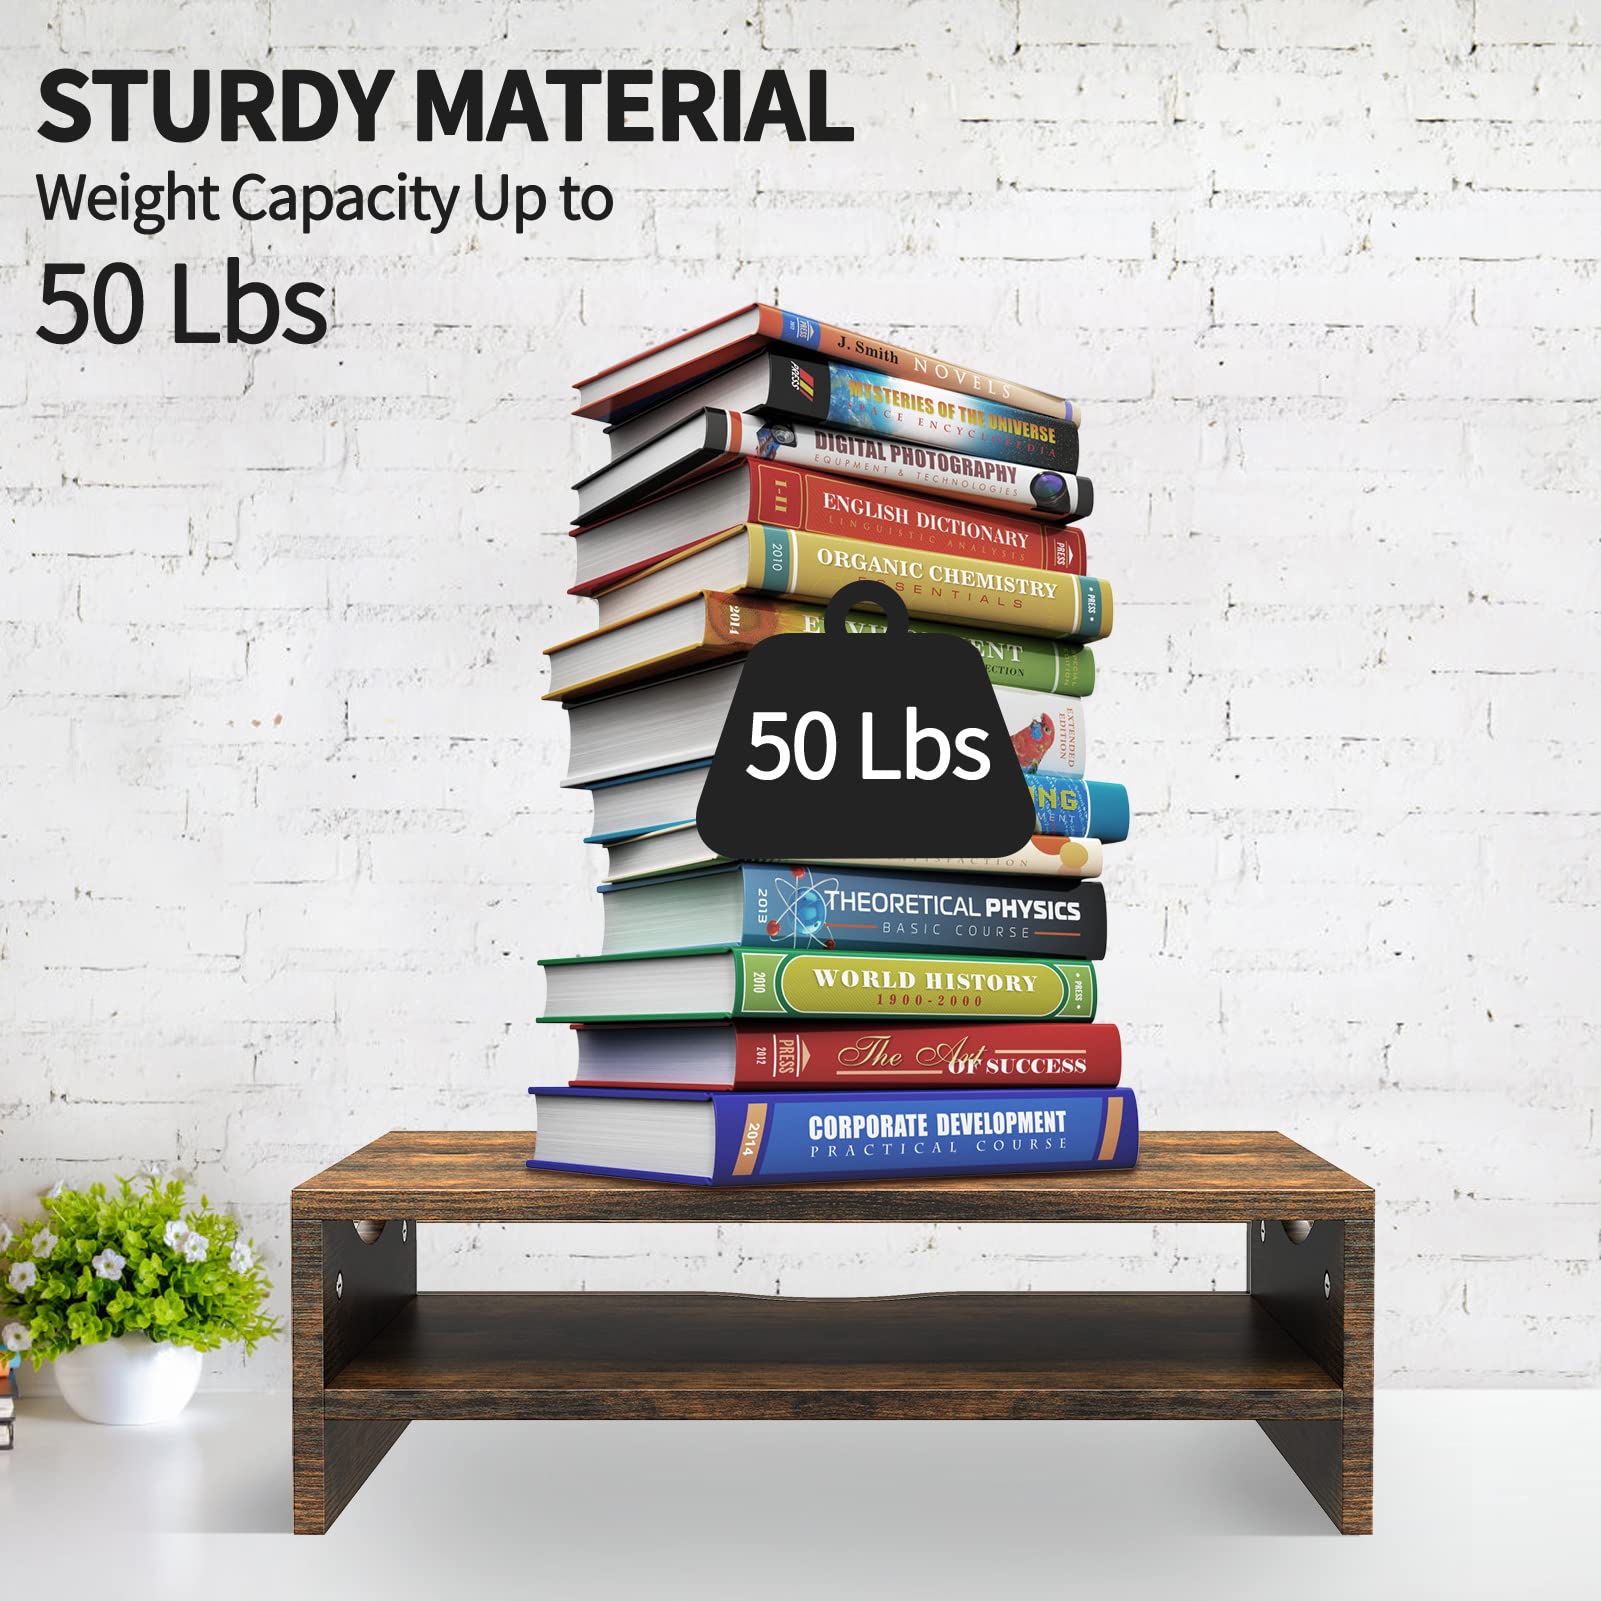 STURDY MATERIAL
Weight Capacity Up to
50 Lbs
PRESS
J. Smith NOVELS
PRESS
MYSTERIES OF THE UNIVERSE
SPACE ENCYCLOPEDIA
DIGITAL PHOTOGRAPHY
EQUPMENT & TECHNOLOGIES
I-II
ENGLISH DICTIONARY
LINGUISTIC ANALYSIS
PRESS
2010
ORGANIC CHEMISTRY
ESSENTIALS
PRESS
2014
50 Lbs
EXTENDED
EDITION
2013
THEORETICAL PHYSICS
BASIC COURSE
2010
WORLD HISTORY
1900-2000
PRESS
2012
PRESS
The Art
OF SUCCESS
2014
CORPORATE DEVELOPMENT
PRACTICAL COURSE